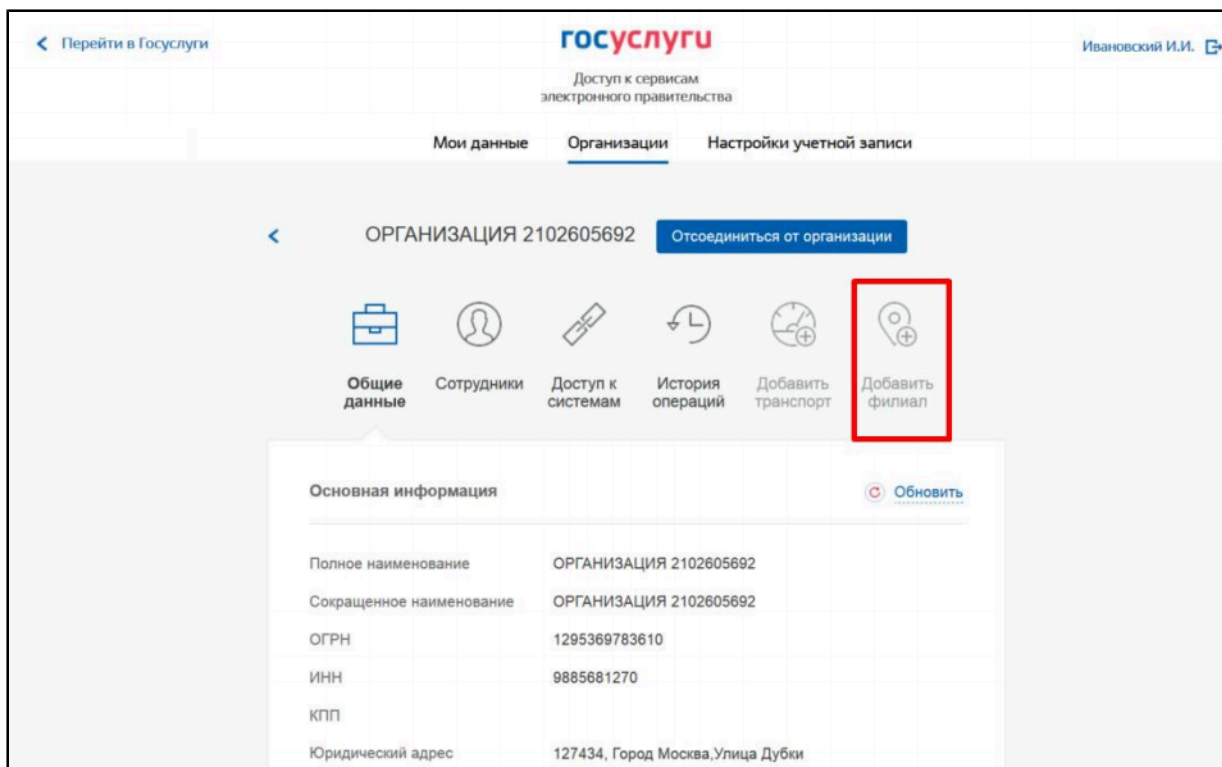 Перейти в Госуслуги
госуслуги
Ивановский И.И.
Доступ к сервисам
электронного правительства
Мои данные Организации Настройки учетной записи
ОРГАНИЗАЦИЯ 2102605692 Отсоединиться от организации
Общие данные
Сотрудники
Доступ к системам
История операций
Добавить транспорт
Добавить филиал
Основная информация Обновить
Полное наименование ОРГАНИЗАЦИЯ 2102605692
Сокращенное наименование ОРГАНИЗАЦИЯ 2102605692
ОГРН 1295369783610
ИНН 9885681270
КПП
Юридический адрес 127434, Город Москва,Улица Дубки